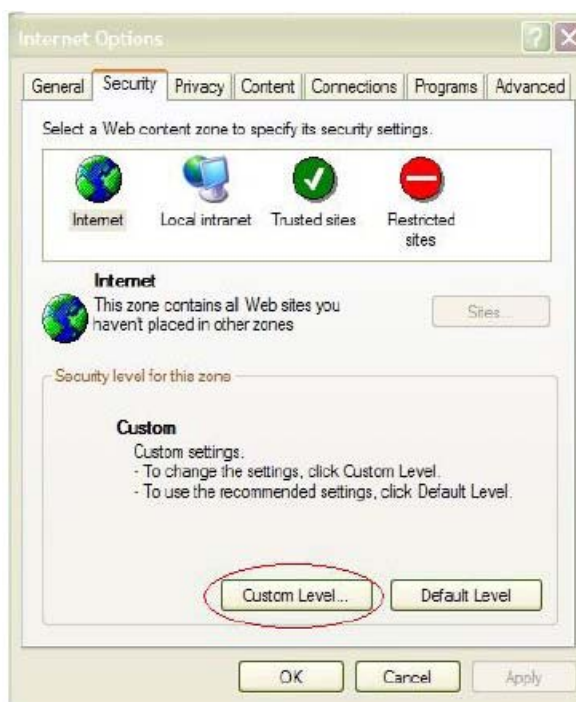 Internet Options
General Security Privacy Content Connections Programs Advanced
Select a Web content zone to specify its security settings.
Internet Local intranet Trusted sites Restricted sites
Internet
This zone contains all Web sites you
haven't placed in other zones
Sites...
Security level for this zone
Custom
Custom settings.
- To change the settings, click Custom Level.
- To use the recommended settings, click Default Level.
Custom Level... Default Level
OK Cancel Apply